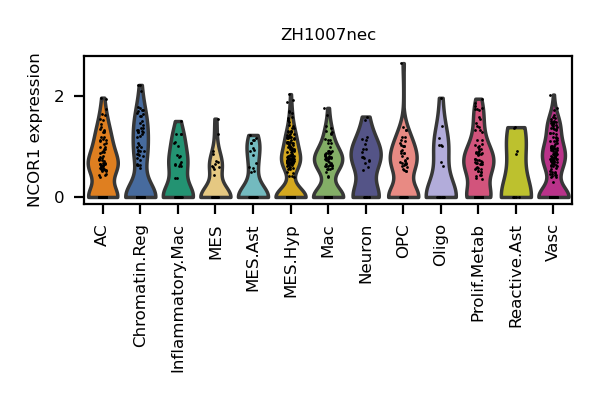 ZH1007nec
NCOR1 expression
2
0
AC
Chromatin.Reg
Inflammatory.Mac
MES
MES.Ast
MES.Hyp
Mac
Neuron
OPC
Oligo
Prolif.Metab
Reactive.Ast
Vasc